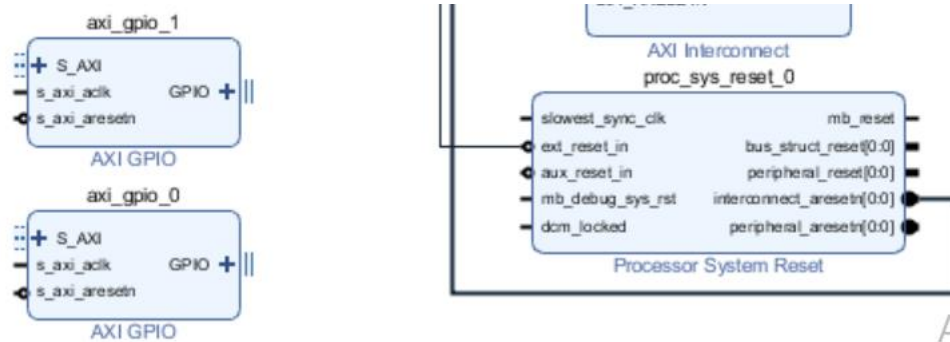 axi_gpio_1
S_AXI
s_axi_aclk
GPIO
s_axi_aresetn
AXI GPIO
axi_gpio_0
S_AXI
s_axi_aclk
GPIO
s_axi_aresetn
AXI GPIO
AXI Interconnect
proc_sys_reset_0
slowest_sync_clk
mb_reset
ext_reset_in
bus_struct_reset[0:0]
aux_reset_in
peripheral_reset[0:0]
mb_debug_sys_rst
interconnect_aresetn[0:0]
dcm_locked
peripheral_aresetn[0:0]
Processor System Reset